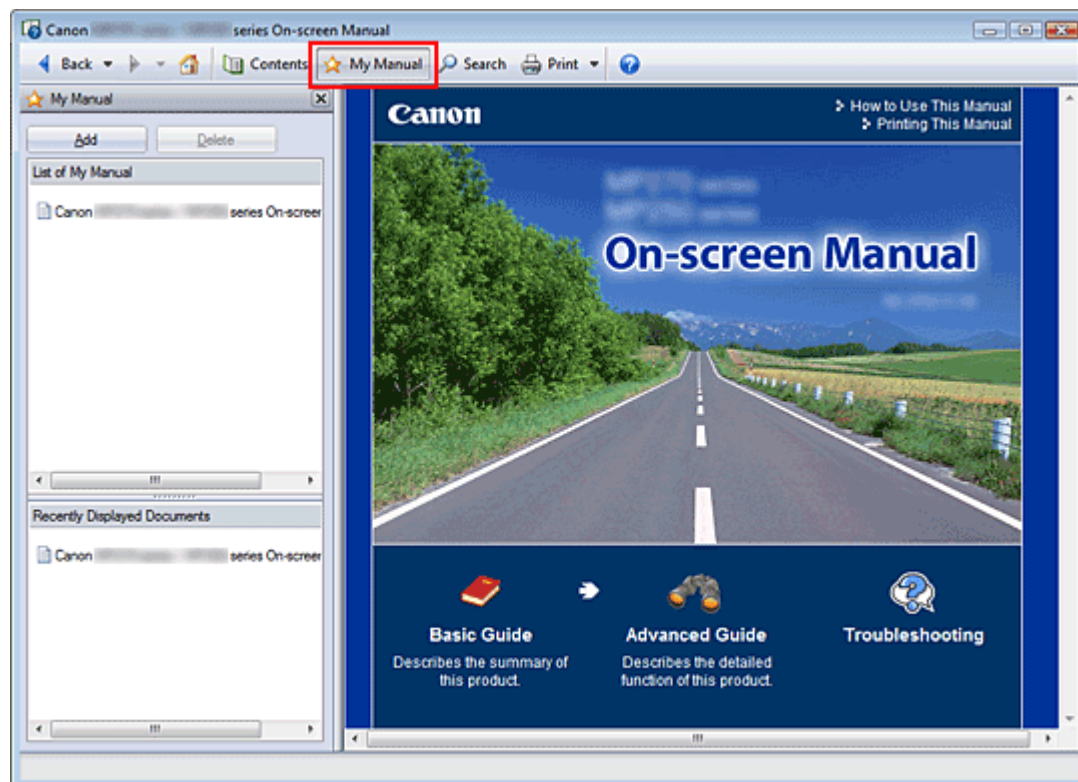 Canon series On-screen Manual
Back Contents My Manual Search Print
My Manual
Add Delete
List of My Manual
Canon series On-screen
Recently Displayed Documents
Canon series On-screen
Canon
How to Use This Manual
Printing This Manual
series
series
On-screen Manual
Basic Guide
Describes the summary of
this product.
Advanced Guide
Describes the detailed
function of this product.
Troubleshooting